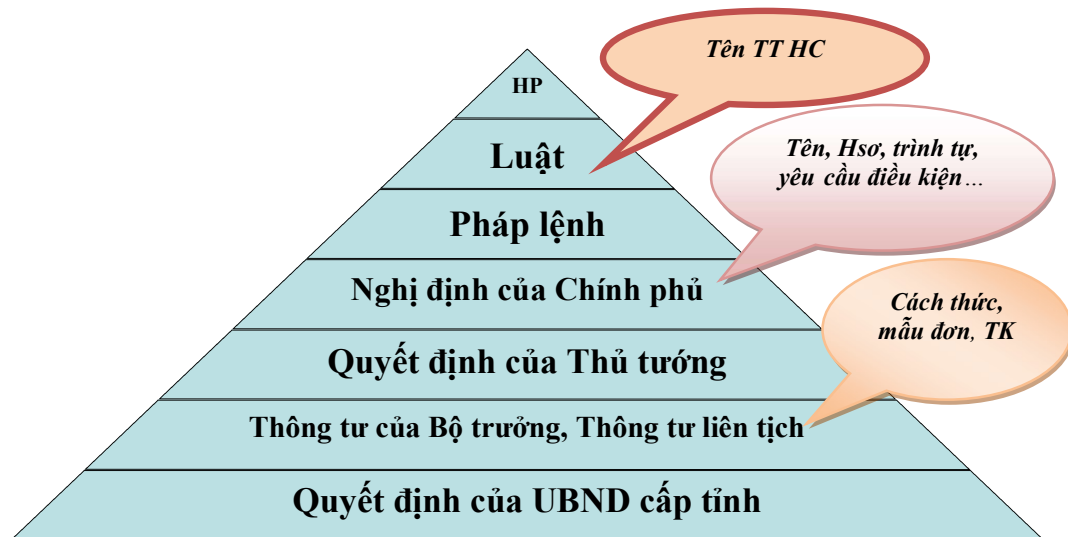 Tên TT HC
HP
Luật
Tên, Hsơ, trình tự,
yêu cầu điều kiện...
Pháp lệnh
Nghị định của Chính phủ
Cách thức,
mẫu đơn, TK
Quyết định của Thủ tướng
Thông tư của Bộ trưởng, Thông tư liên tịch
Quyết định của UBND cấp tỉnh